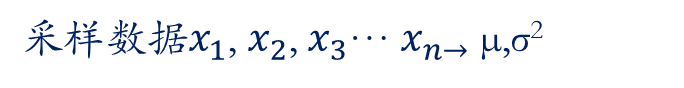 采样数据x₁, x₂, x₃⋯ xₙ→ μ,σ²